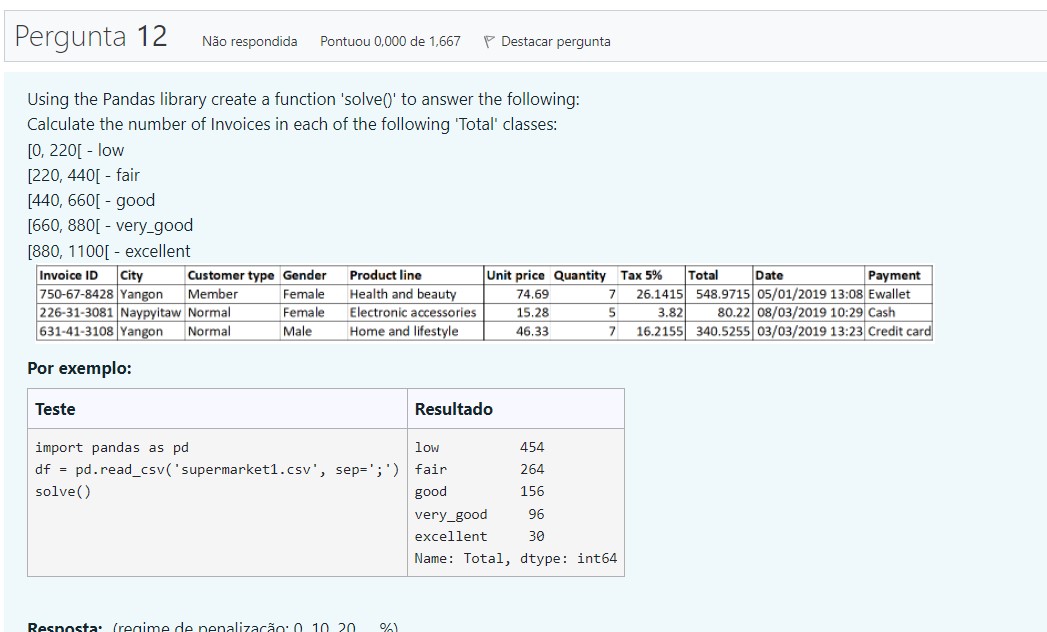 Pergunta 12 Não respondida Pontuou 0,000 de 1,667 Destacar pergunta
Using the Pandas library create a function 'solve()' to answer the following:
Calculate the number of Invoices in each of the following 'Total' classes:
[0, 220[ - low
[220, 440[ - fair
[440, 660[ - good
[660, 880[ - very_good
[880, 1100[ - excellent
Invoice ID City Customer type Gender Product line Unit price Quantity Tax 5% Total Date Payment
750-67-8428 Yangon Member Female Health and beauty 74.69 7 26.1415 548.9715 05/01/2019 13:08 Ewallet
226-31-3081 Naypyitaw Normal Female Electronic accessories 15.28 5 3.82 80.22 08/03/2019 10:29 Cash
631-41-3108 Yangon Normal Male Home and lifestyle 46.33 7 16.2155 340.5255 03/03/2019 13:23 Credit card
Por exemplo:
Teste Resultado
import pandas as pd low 454
df = pd.read_csv('supermarket1.csv', sep=';') fair 264
solve() good 156
very_good 96
excellent 30
Name: Total, dtype: int64
Resposta: (regime de penalização: 0, 10, 20, ... %)